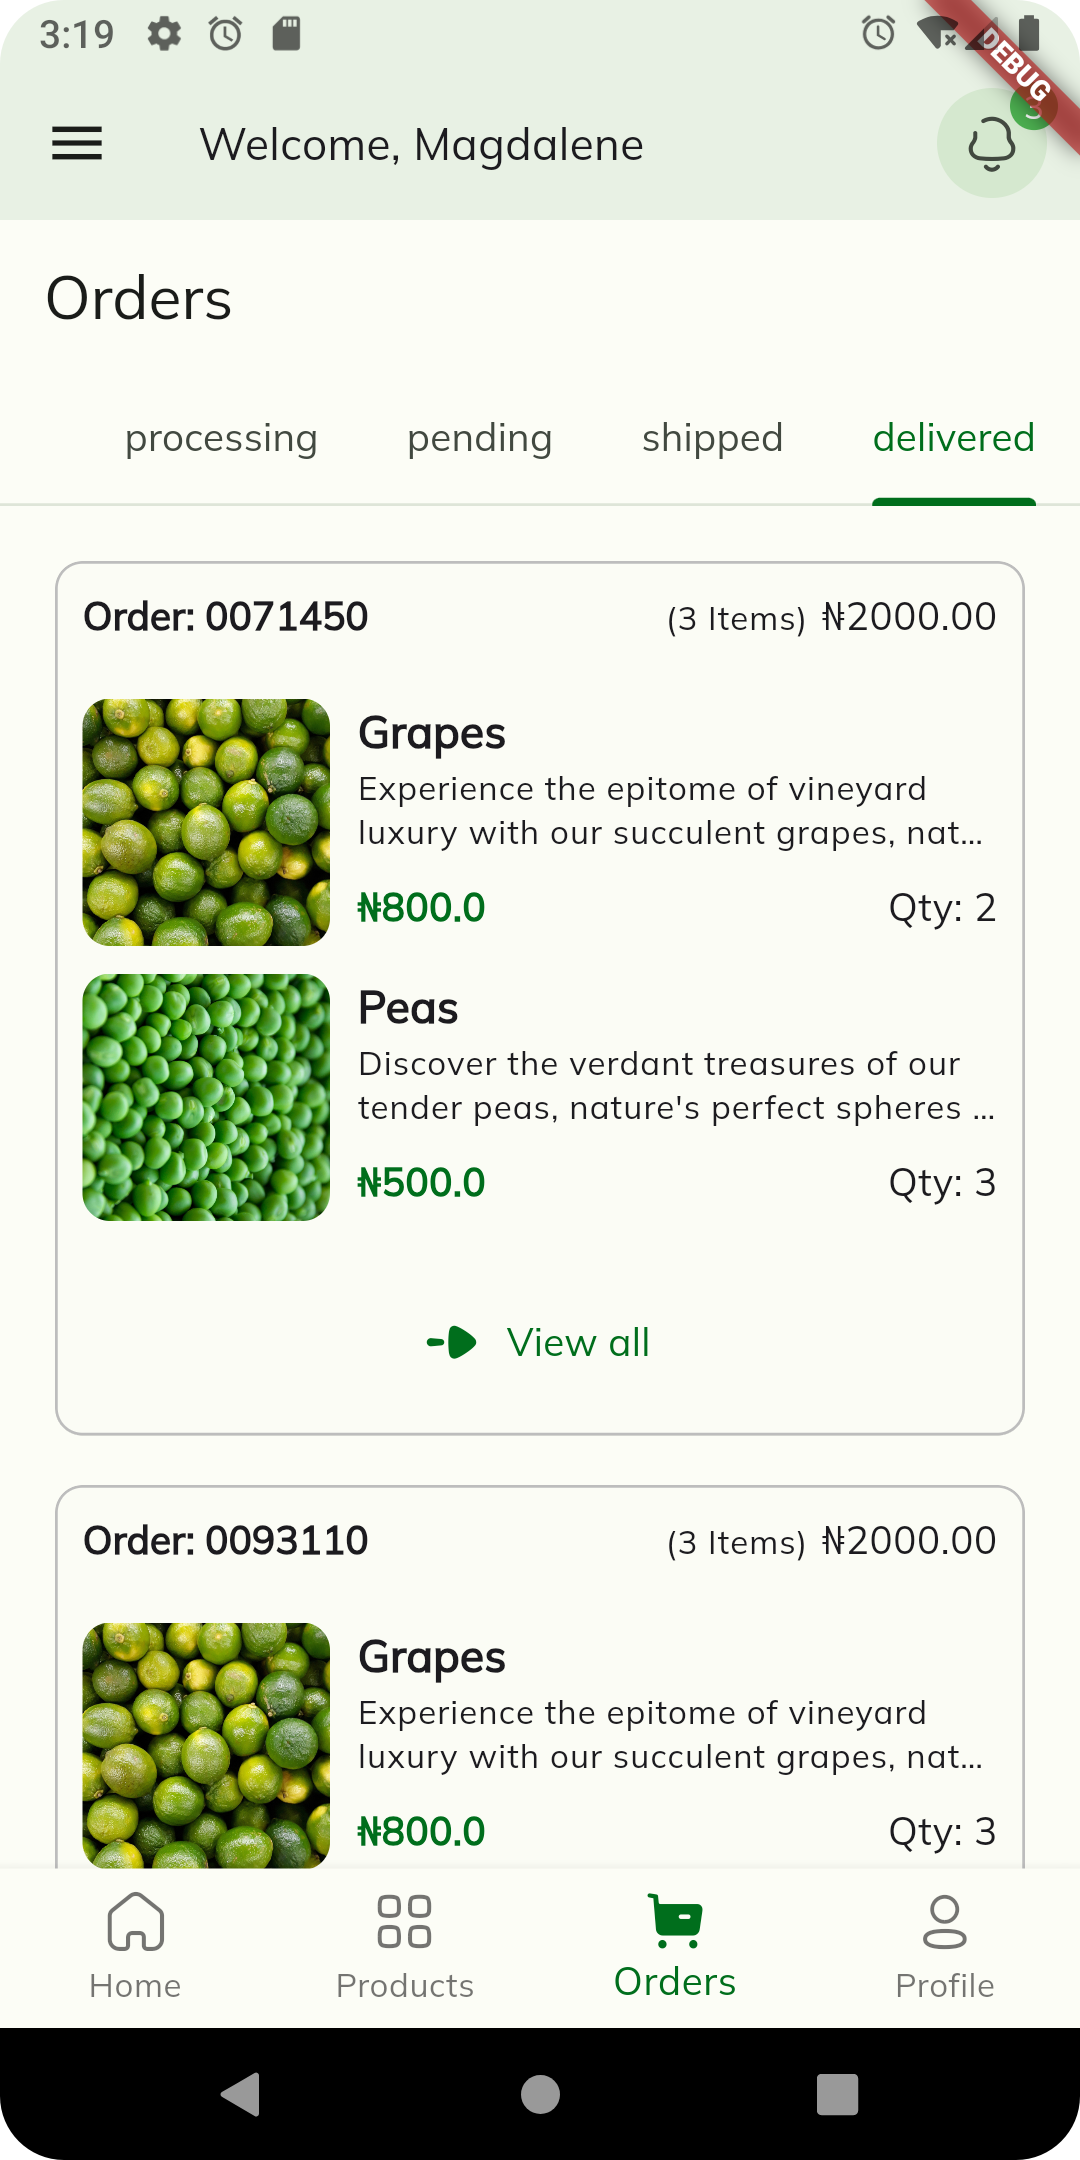 3:19
DEBUG
3
Welcome, Magdalene
Orders
processing pending shipped delivered
Order: 0071450 (3 Items) ₦2000.00
Grapes
Experience the epitome of vineyard
luxury with our succulent grapes, nat...
₦800.0 Qty: 2
Peas
Discover the verdant treasures of our
tender peas, nature's perfect spheres ...
₦500.0 Qty: 3
View all
Order: 0093110 (3 Items) ₦2000.00
Grapes
Experience the epitome of vineyard
luxury with our succulent grapes, nat...
₦800.0 Qty: 3
Home Products Orders Profile